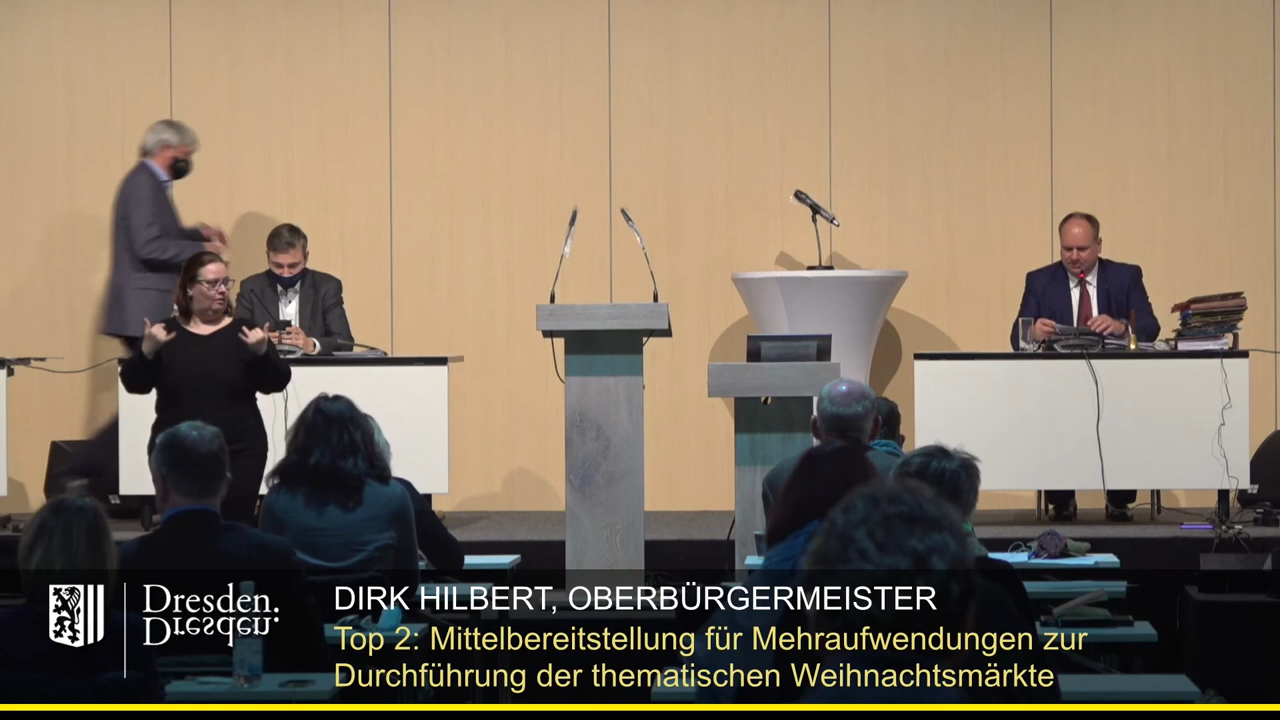 Dresden.
Dresden.
DIRK HILBERT, OBERBÜRGERMEISTER
Top 2: Mittelbereitstellung für Mehraufwendungen zur
Durchführung der thematischen Weihnachtsmärkte